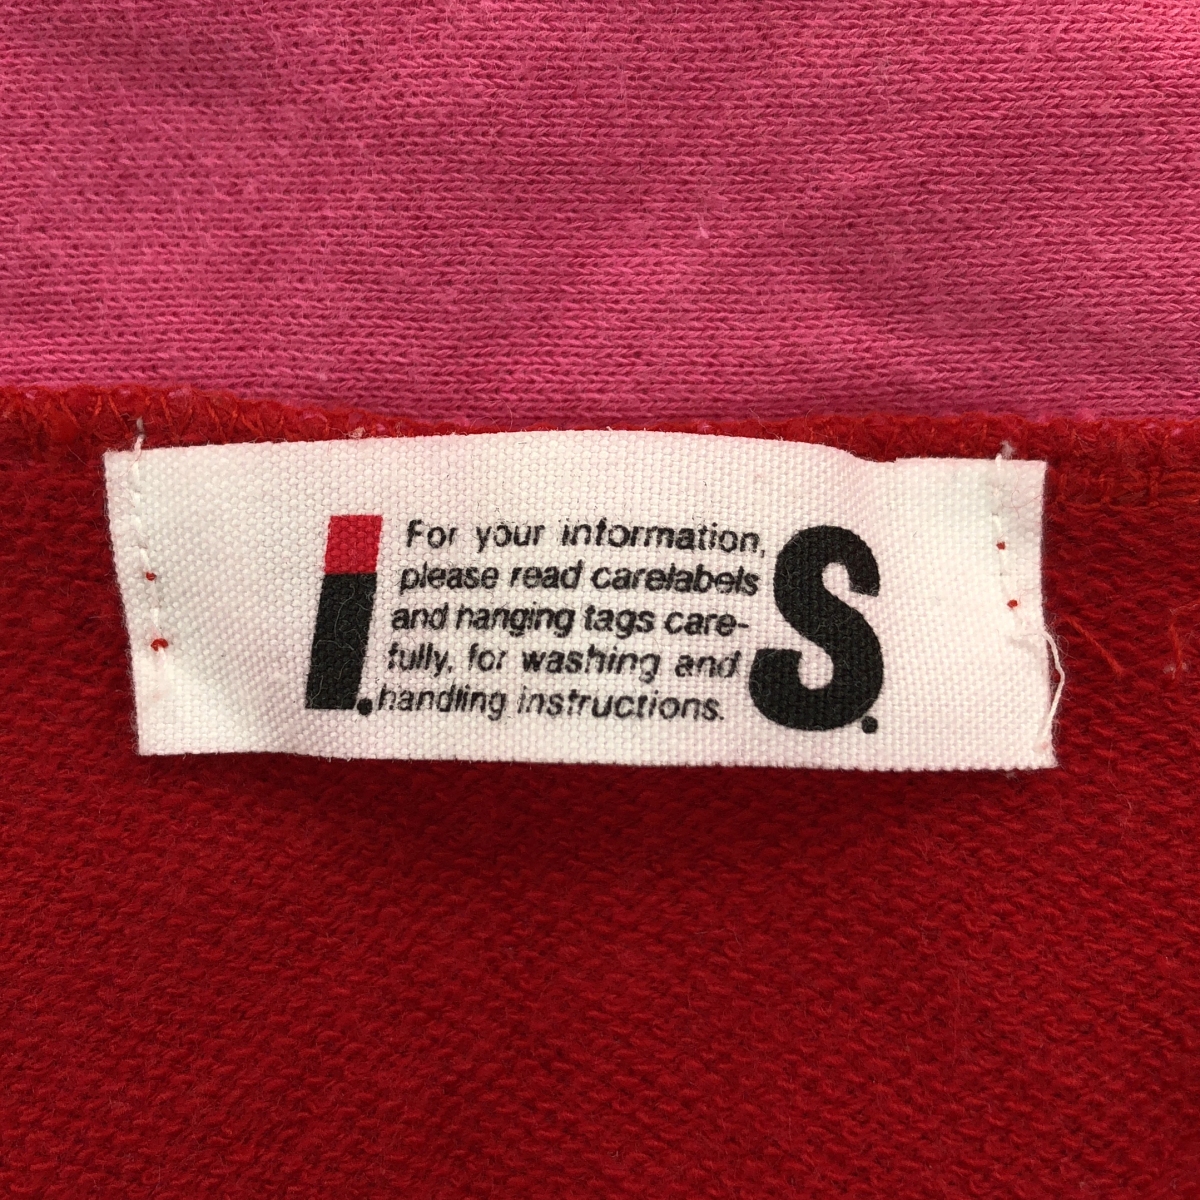 I.S.
For your information,
please read carelabels
and hanging tags care-
fully, for washing and
handling instructions.